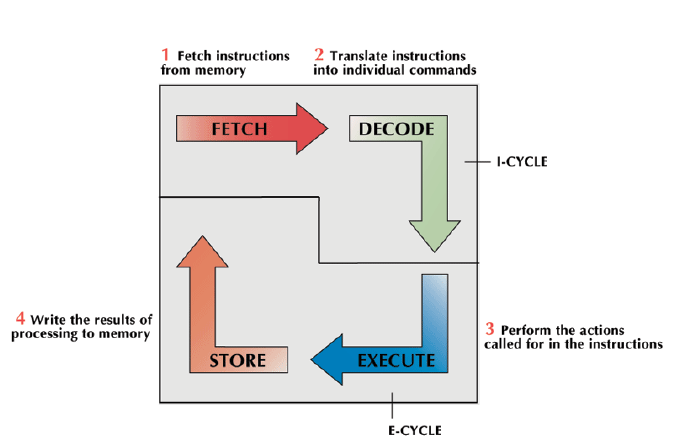 1 Fetch instructions
from memory
2 Translate instructions
into individual commands
FETCH
DECODE
I-CYCLE
4 Write the results of
processing to memory
3 Perform the actions
called for in the instructions
STORE
EXECUTE
E-CYCLE